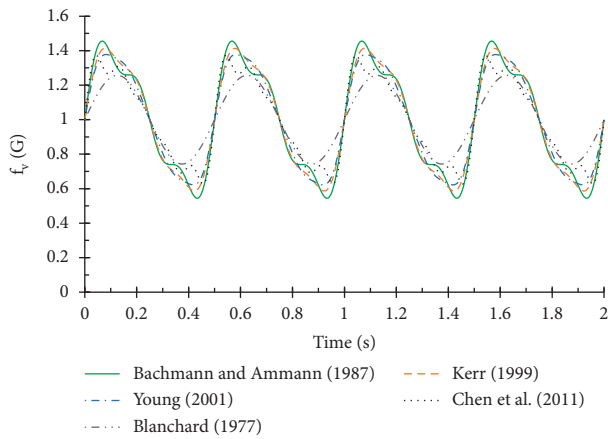 1.6
1.4
1.2
1
0.8
0.6
0.4
0.2
0
f_v (G)
0 0.2 0.4 0.6 0.8 1 1.2 1.4 1.6 1.8 2
Time (s)
Bachmann and Ammann (1987)
Young (2001)
Blanchard (1977)
Kerr (1999)
Chen et al. (2011)